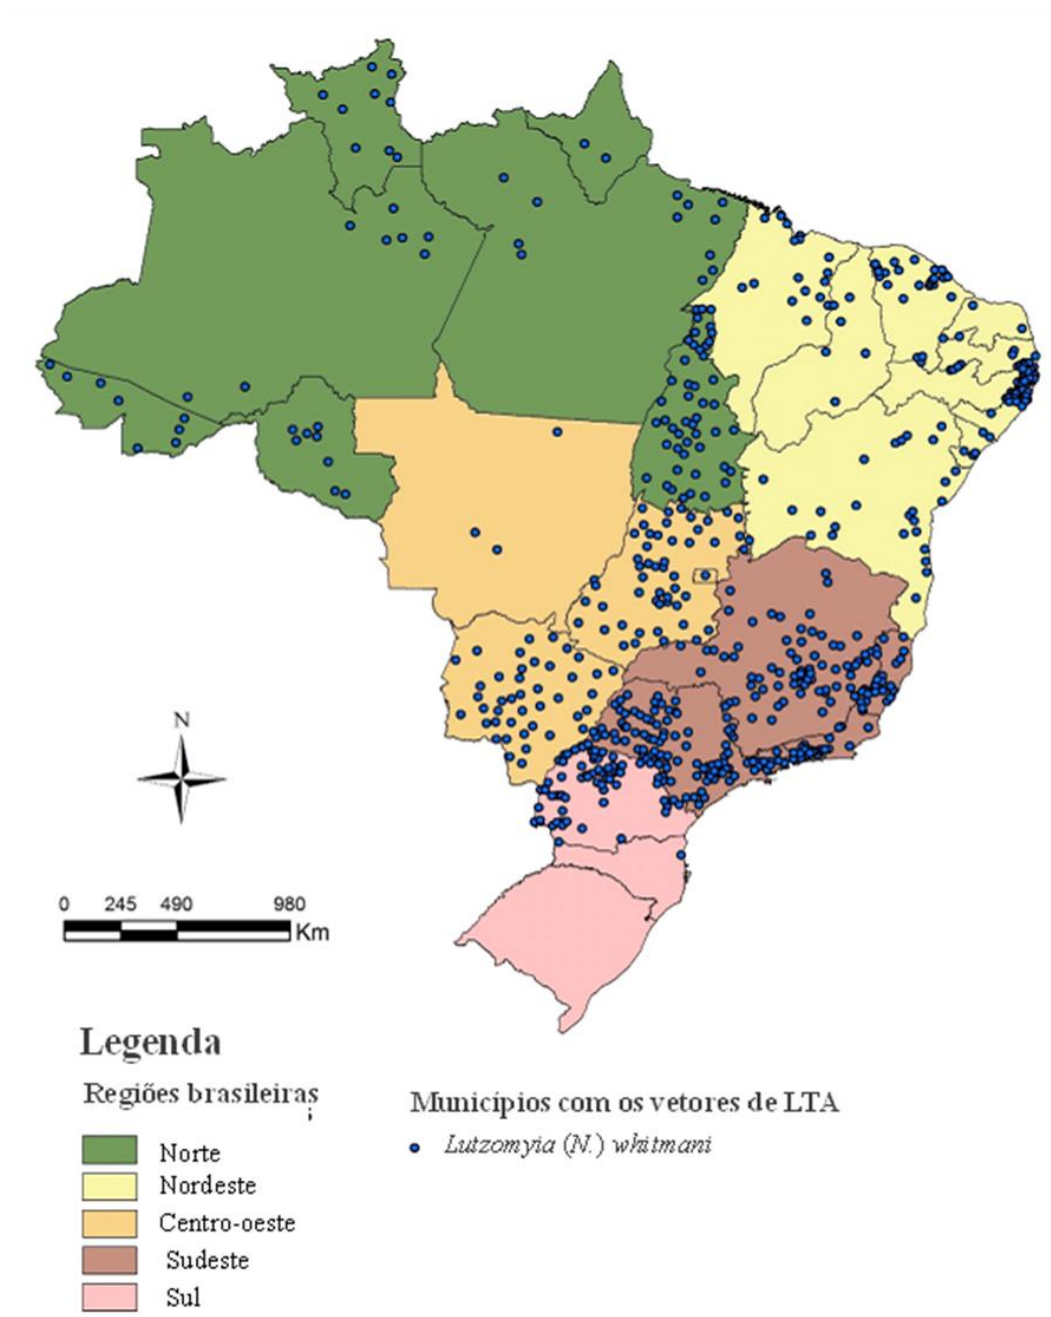 N
0 245 490 980
Km
Legenda
Regiões brasileiras
Norte
Nordeste
Centro-oeste
Sudeste
Sul
Municípios com os vetores de LTA
Lutzomyia (N.) whitmani